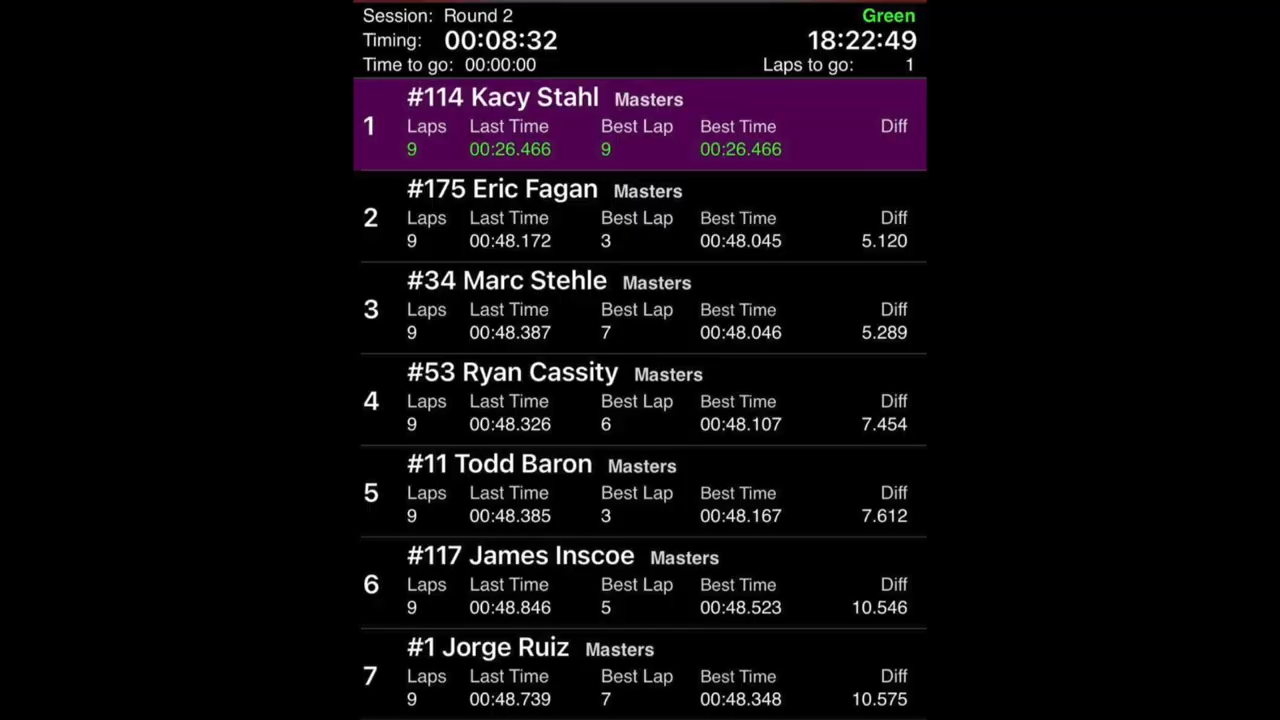 Session: Round 2 Green
Timing: 00:08:32 18:22:49
Time to go: 00:00:00 Laps to go: 1
#114 Kacy Stahl Masters
1 Laps Last Time Best Lap Best Time Diff
9 00:26.466 9 00:26.466
#175 Eric Fagan Masters
2 Laps Last Time Best Lap Best Time Diff
9 00:48.172 3 00:48.045 5.120
#34 Marc Stehle Masters
3 Laps Last Time Best Lap Best Time Diff
9 00:48.387 7 00:48.046 5.289
#53 Ryan Cassity Masters
4 Laps Last Time Best Lap Best Time Diff
9 00:48.326 6 00:48.107 7.454
#11 Todd Baron Masters
5 Laps Last Time Best Lap Best Time Diff
9 00:48.385 3 00:48.167 7.612
#117 James Inscoe Masters
6 Laps Last Time Best Lap Best Time Diff
9 00:48.846 5 00:48.523 10.546
#1 Jorge Ruiz Masters
7 Laps Last Time Best Lap Best Time Diff
9 00:48.739 7 00:48.348 10.575